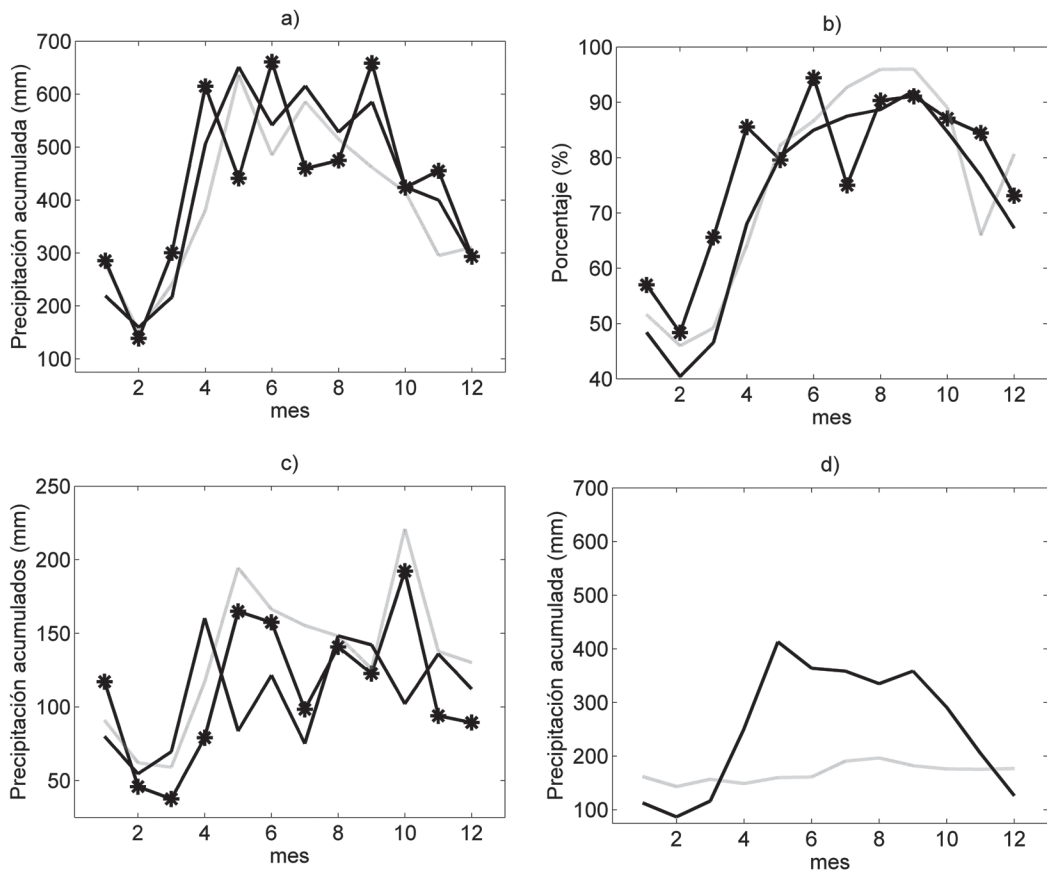 a)
Precipitación acumulada (mm)
700
600
500
400
300
200
100
2 4 6 8 10 12
mes
b)
Porcentaje (%)
100
90
80
70
60
50
40
2 4 6 8 10 12
mes
c)
Precipitación acumulados (mm)
250
200
150
100
50
2 4 6 8 10 12
mes
d)
Precipitación acumulada (mm)
700
600
500
400
300
200
100
2 4 6 8 10 12
mes